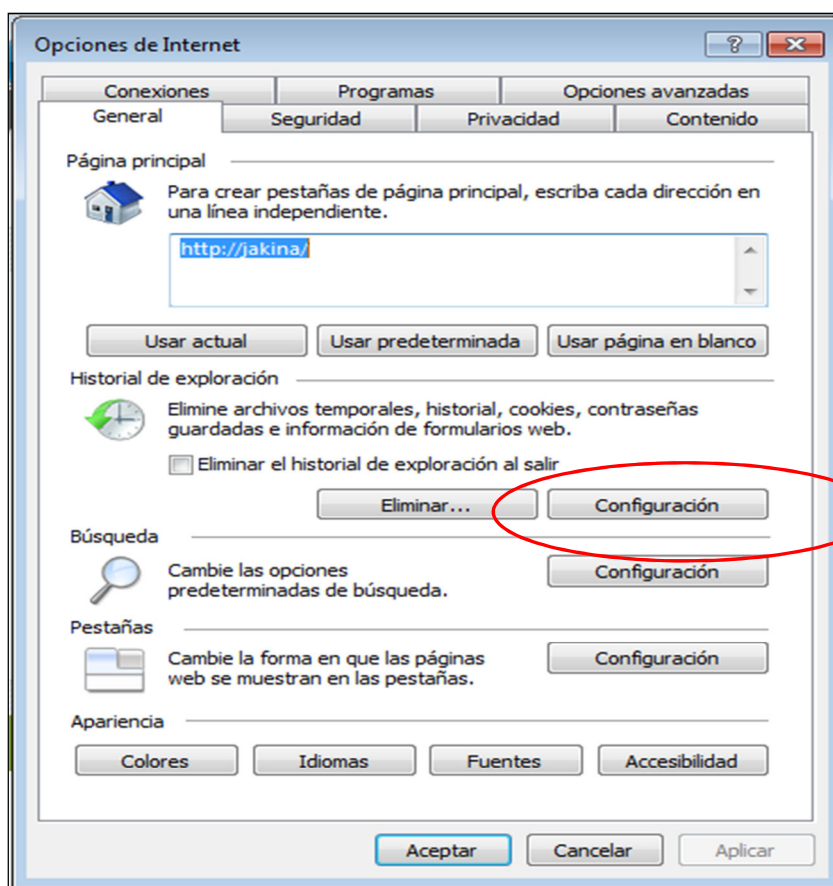 Opciones de Internet
Conexiones Programas Opciones avanzadas
General Seguridad Privacidad Contenido
Página principal
Para crear pestañas de página principal, escriba cada dirección en
una línea independiente.
http://jakina/
Usar actual Usar predeterminada Usar página en blanco
Historial de exploración
Elimine archivos temporales, historial, cookies, contraseñas
guardadas e información de formularios web.
Eliminar el historial de exploración al salir
Eliminar... Configuración
Búsqueda
Cambie las opciones
predeterminadas de búsqueda.
Configuración
Pestañas
Cambie la forma en que las páginas
web se muestran en las pestañas.
Configuración
Apariencia
Colores Idiomas Fuentes Accesibilidad
Aceptar Cancelar Aplicar